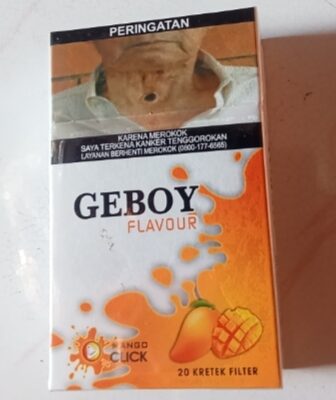 PERINGATAN
KARENA MEROKOK
SAYA TERKENA KANKER TENGGOROKAN
LAYANAN BERHENTI MEROKOK (0800-177-6565)
GEBOY
FLAVOUR
MANGO
CLICK
20 KRETEK FILTER